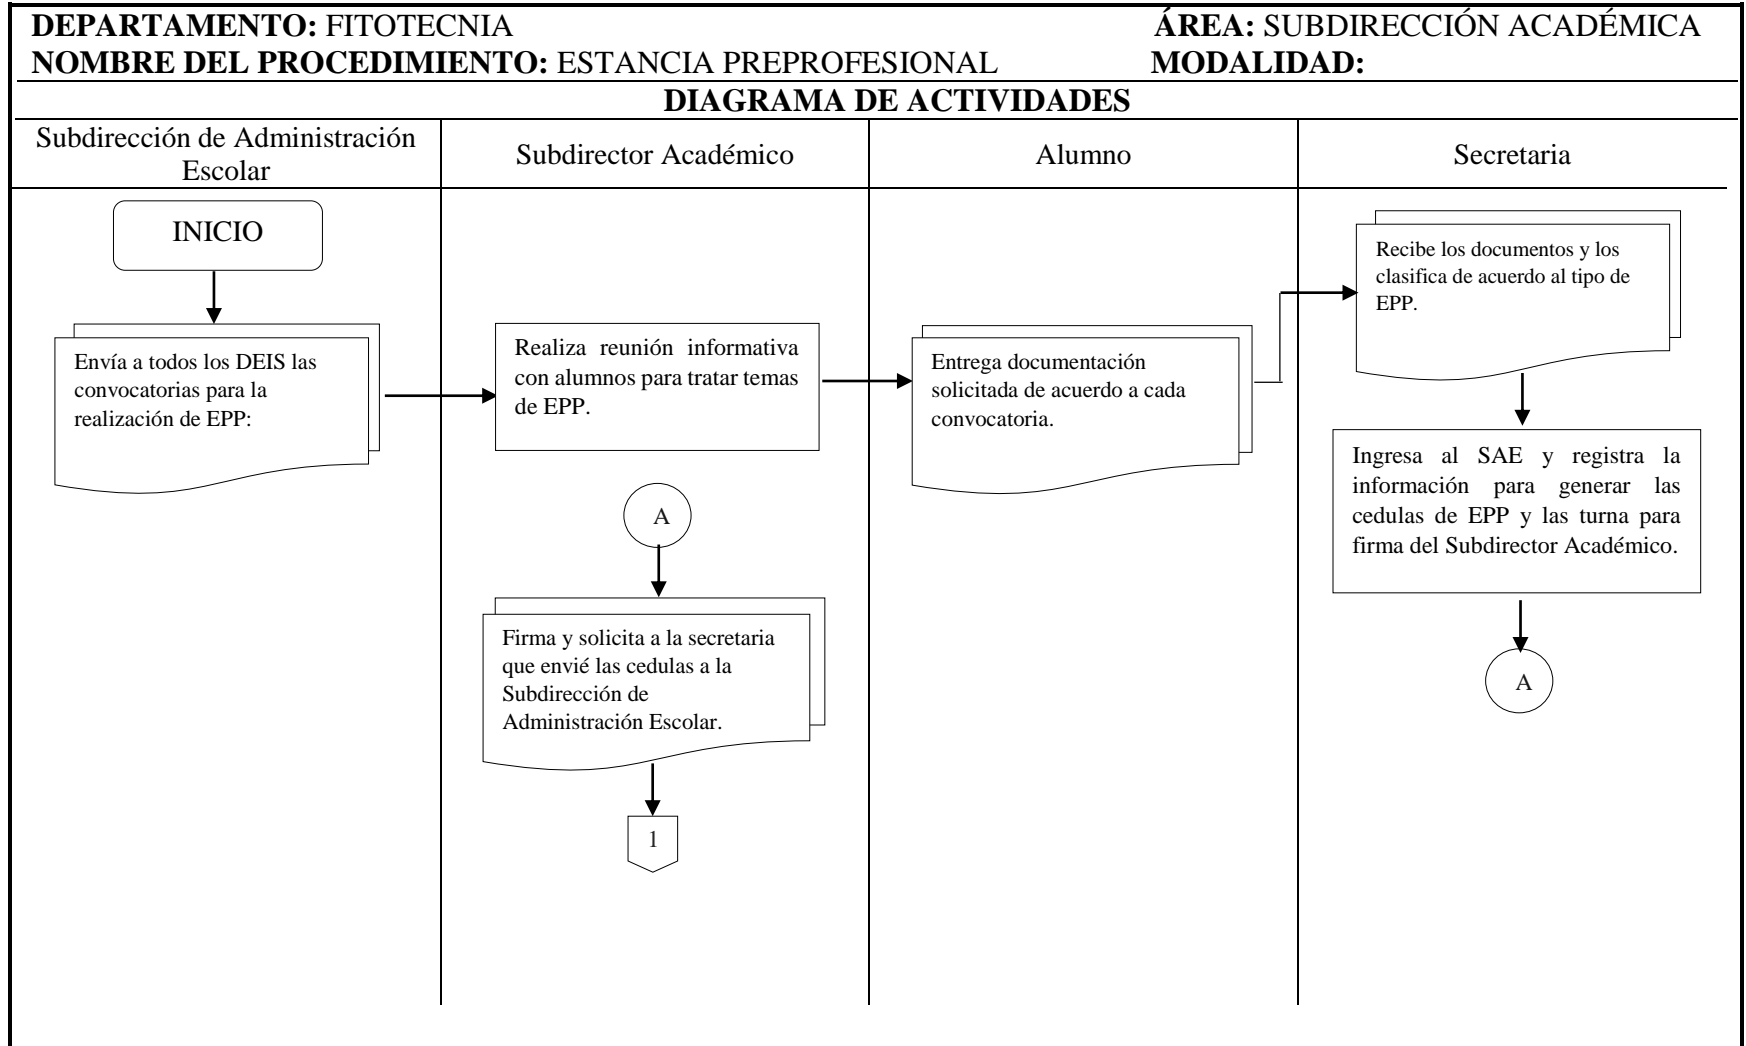 DEPARTAMENTO: FITOTECNIA ÁREA: SUBDIRECCIÓN ACADÉMICA
NOMBRE DEL PROCEDIMIENTO: ESTANCIA PREPROFESIONAL MODALIDAD:
DIAGRAMA DE ACTIVIDADES
Subdirección de Administración
Escolar
Subdirector Académico
Alumno
Secretaria
INICIO
Envía a todos los DEIS las
convocatorias para la
realización de EPP:
Realiza reunión informativa
con alumnos para tratar temas
de EPP.
Entrega documentación
solicitada de acuerdo a cada
convocatoria.
Recibe los documentos y los
clasifica de acuerdo al tipo de
EPP.
Ingresa al SAE y registra la
información para generar las
cedulas de EPP y las turna para
firma del Subdirector Académico.
A
A
Firma y solicita a la secretaria
que envié las cedulas a la
Subdirección de
Administración Escolar.
1